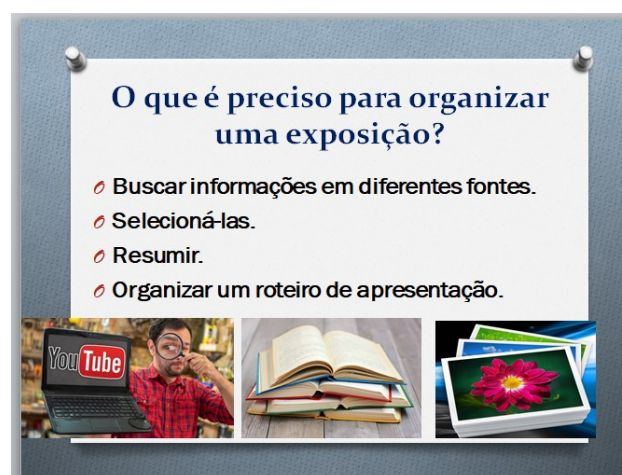 O que é preciso para organizar
uma exposição?
Buscar informações em diferentes fontes.
Selecioná-las.
Resumir.
Organizar um roteiro de apresentação.
YouTube